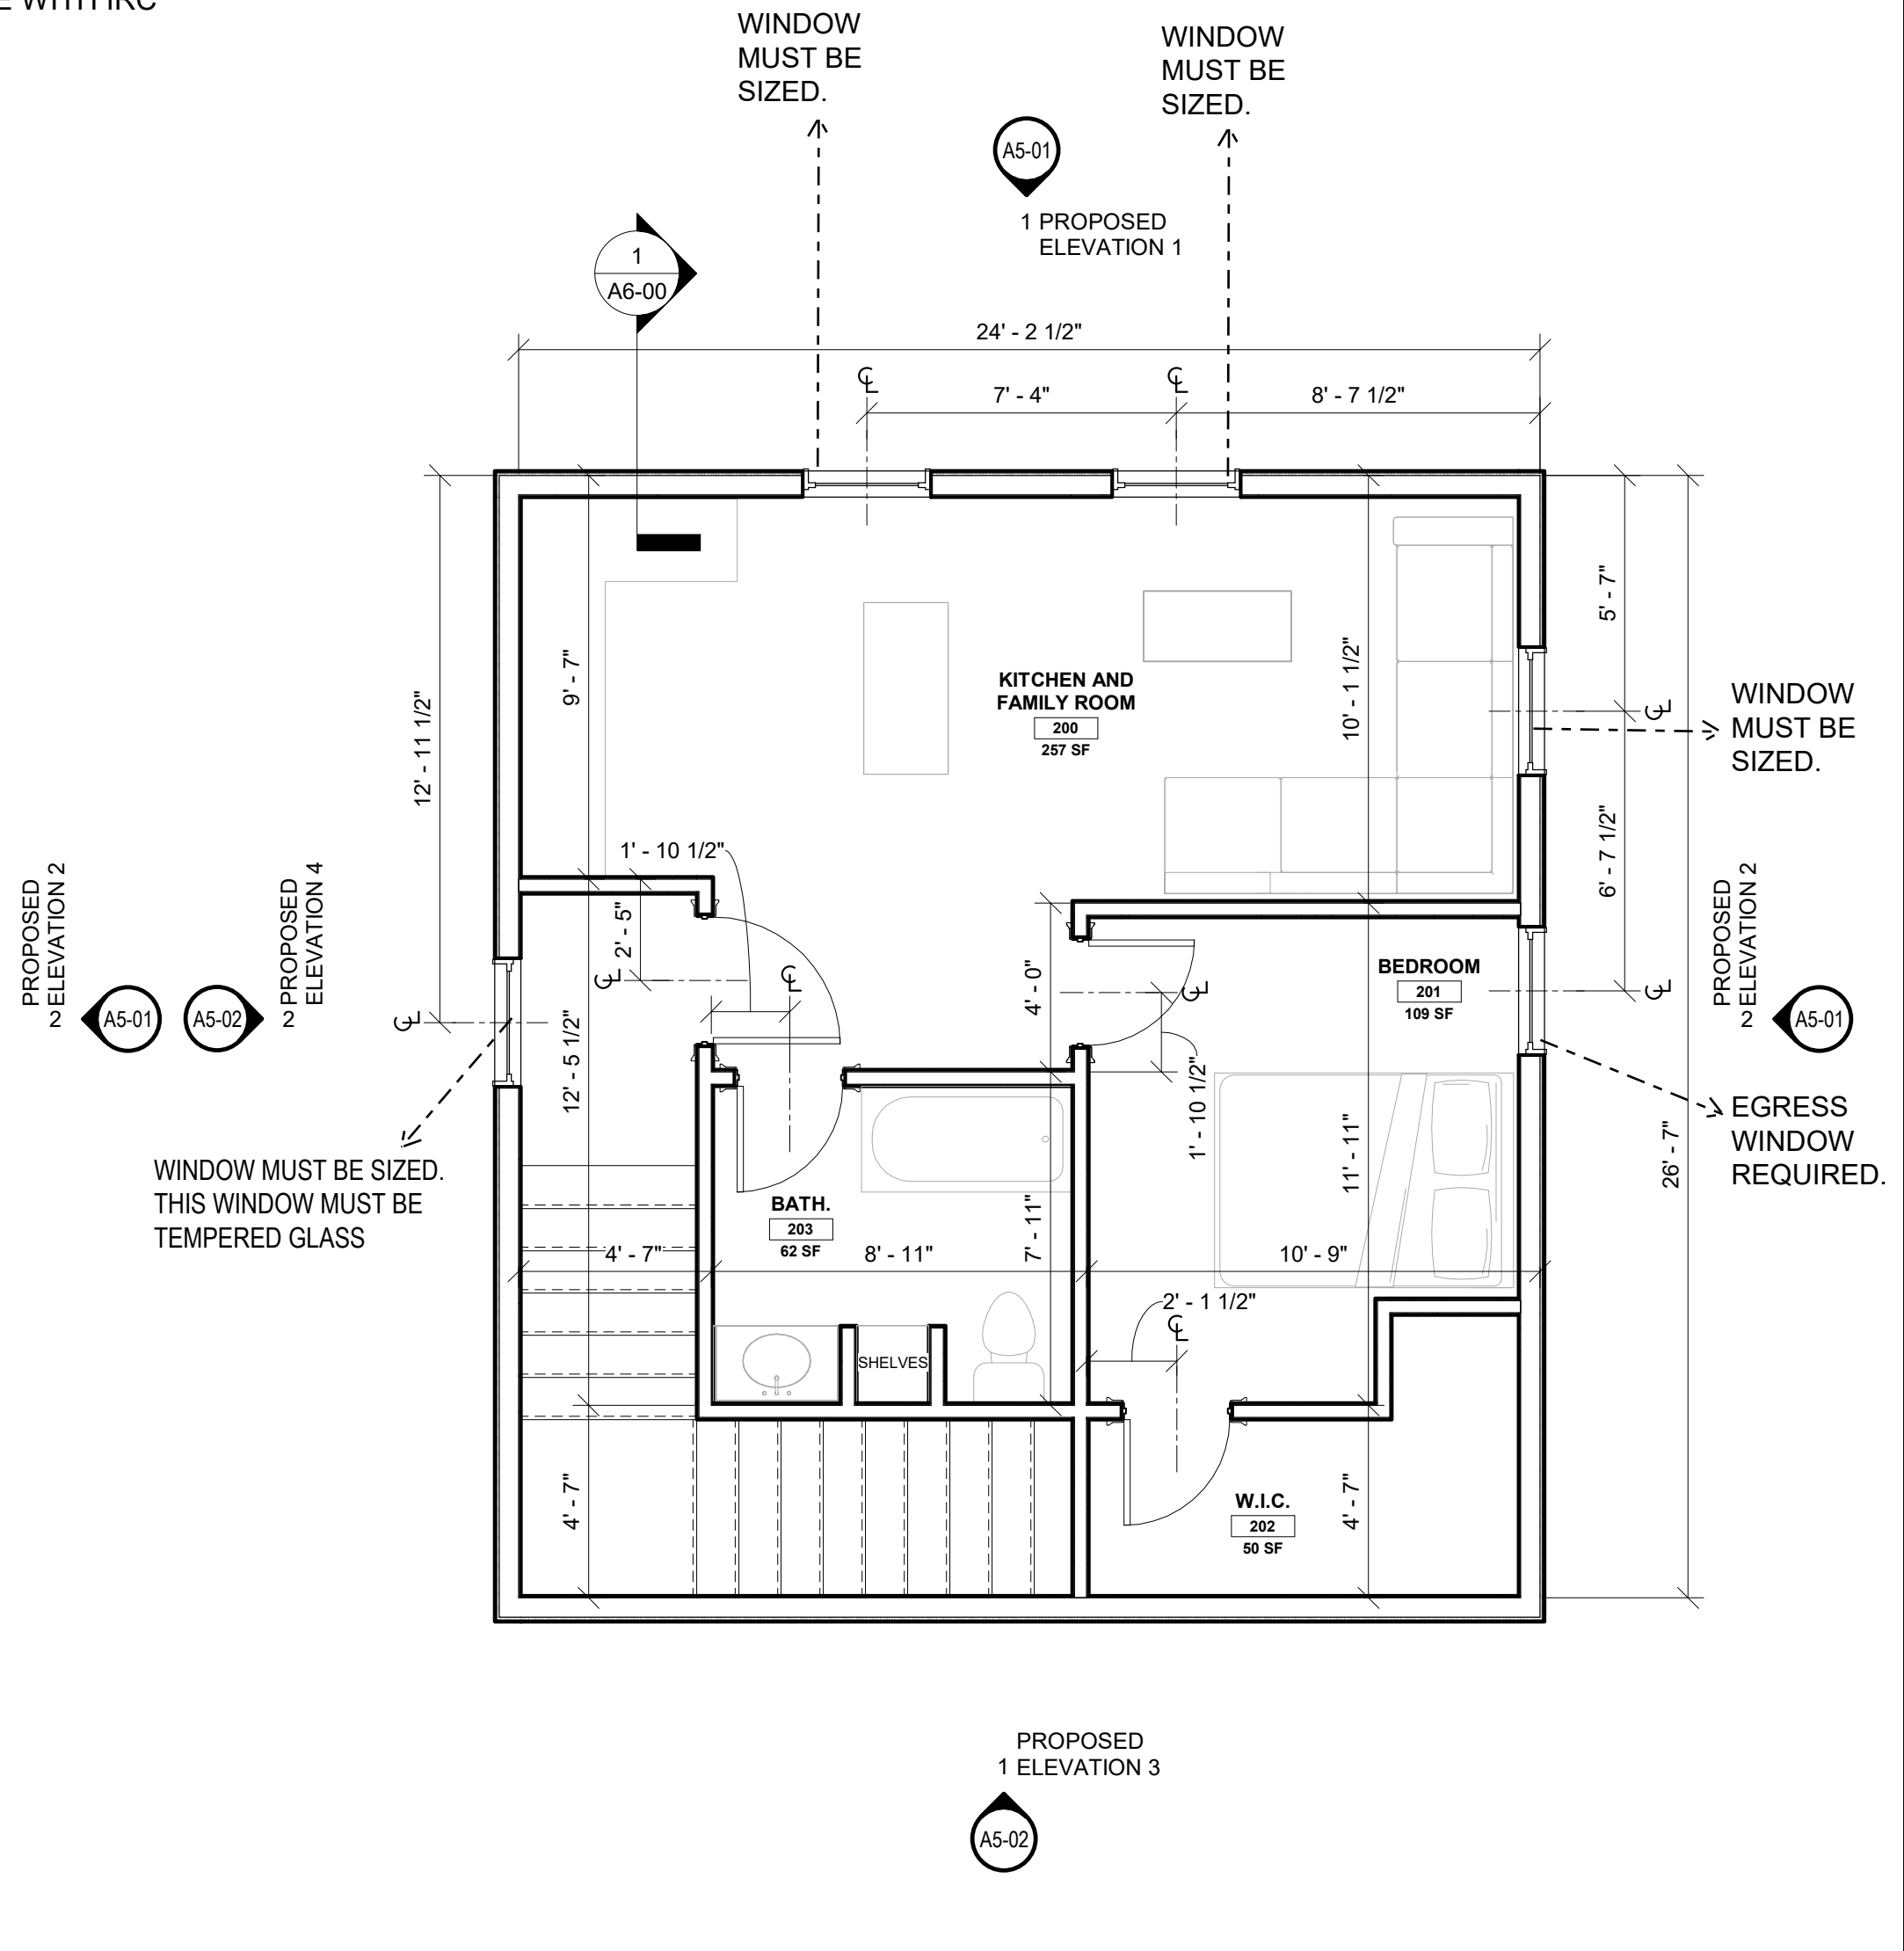 E WITH IRC
WINDOW
MUST BE
SIZED.
WINDOW
MUST BE
SIZED.
A5-01
1 PROPOSED
ELEVATION 1
1
A6-00
24' - 2 1/2"
7' - 4"
8' - 7 1/2"
5' - 7"
9' - 7"
10' - 1 1/2"
12' - 11 1/2"
KITCHEN AND
FAMILY ROOM
200
257 SF
WINDOW
MUST BE
SIZED.
6' - 7 1/2"
1' - 10 1/2"
2' - 5"
4' - 0"
PROPOSED
ELEVATION 2
2
A5-01
A5-02
PROPOSED
ELEVATION 4
2
BEDROOM
201
109 SF
PROPOSED
ELEVATION 2
2
A5-01
12' - 5 1/2"
1' - 10 1/2"
11' - 11"
26' - 7"
EGRESS
WINDOW
REQUIRED.
WINDOW MUST BE SIZED.
THIS WINDOW MUST BE
TEMPERED GLASS
BATH.
203
62 SF
7' - 11"
4' - 7"
8' - 11"
10' - 9"
2' - 1 1/2"
SHELVES
4' - 7"
4' - 7"
W.I.C.
202
50 SF
PROPOSED
1 ELEVATION 3
A5-02